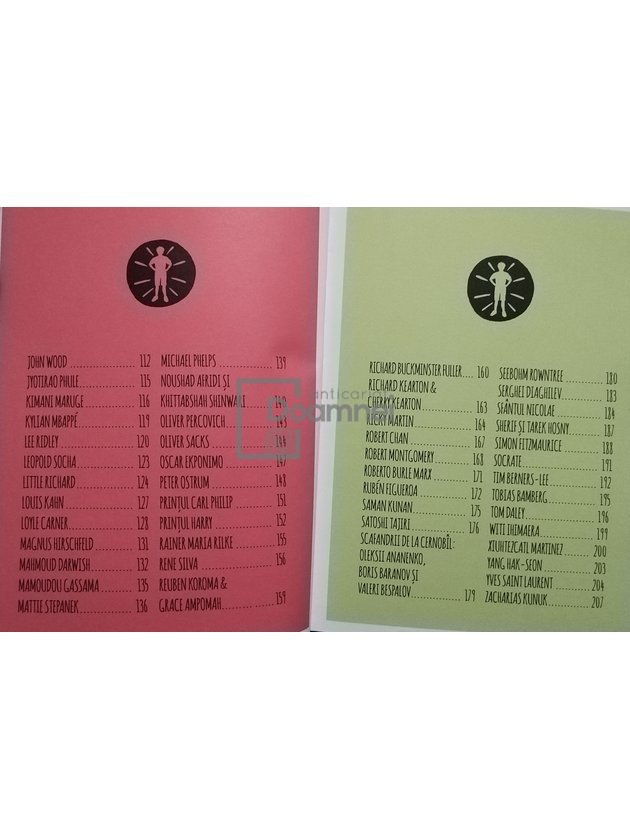 JOHN WOOD 112
JYOTIRAO PHULE 115
KIMANI MARUGE 116
KYLIAN MBAPPÉ 119
LEE RIDLEY 120
LEOPOLD SOCHA 123
LITTLE RICHARD 124
LOUIS KAHN 127
LOYLE CARNER 128
MAGNUS HIRSCHFELD 131
MAHMOUD DARWISH 132
MAMOUDOU GASSAMA 135
MATTIE STEPANEK 136
MICHAEL PHELPS 139
NOUSHAD AFRIDI ȘI
KHITTABSHAH SHINWARI 140
OLIVER PERCOVICH 143
OLIVER SACKS 144
OSCAR EKPONIMO 147
PETER OSTRUM 148
PRINȚUL CARL PHILIP 151
PRINȚUL HARRY 152
RAINER MARIA RILKE 155
RENE SILVA 156
REUBEN KOROMA &
GRACE AMPOMAH 159
RICHARD BUCKMINSTER FULLER 160
RICHARD KEARTON &
CHERRY KEARTON 163
RICKY MARTIN 164
ROBERT CHAN 167
ROBERT MONTGOMERY 168
ROBERTO BURLE MARX 171
RUBÉN FIGUEROA 172
SAMAN KUNAN 175
SATOSHI TAJIRI 176
SCAFANDRII DE LA CERNOBÎL:
OLEKSII ANANENKO,
BORIS BARANOV ȘI
VALERI BESPALOV 179
SEEBOHM ROWNTREE 180
SERGHEI DIAGHILEV 183
SFÂNTUL NICOLAE 184
SHERIF ȘI TAREK HOSNY 187
SIMON FITZMAURICE 188
SOCRATE 191
TIM BERNERS-LEE 192
TOBIAS BAMBERG 195
TOM DALEY 196
WITI IHIMAERA 199
XIUHTEZCATL MARTINEZ 200
YANG HAK-SEON 203
YVES SAINT LAURENT 204
ZACHARIAS KUNUK 207
anticariat
Doamnei